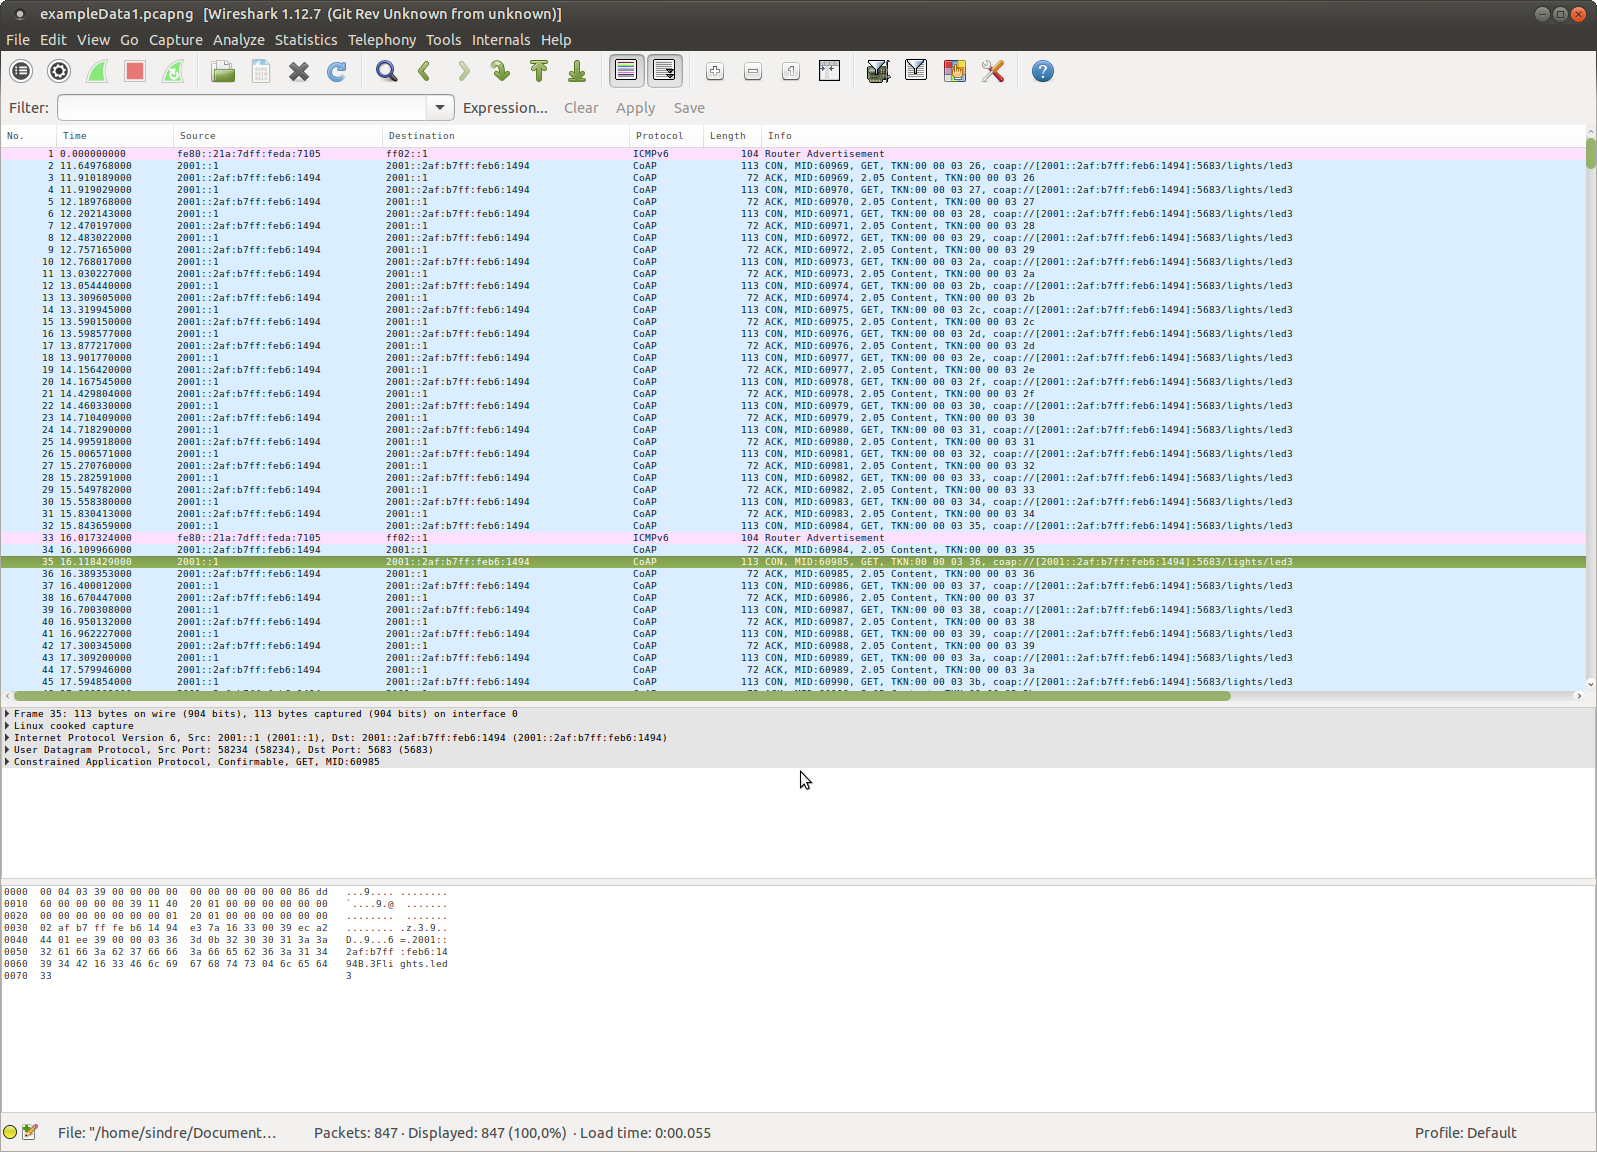 exampleData1.pcapng [Wireshark 1.12.7 (Git Rev Unknown from unknown)]
File Edit View Go Capture Analyze Statistics Telephony Tools Internals Help
Filter: Expression... Clear Apply Save
No. Time Source Destination Protocol Length Info
1 0.000000000 fe80::21a:7dff:feda:7105 ff02::1 ICMPv6 104 Router Advertisement
2 11.649768000 2001::1 2001::2af:b7ff:feb6:1494 CoAP 113 CON, MID:60969, GET, TKN:00 00 03 26, coap://[2001::2af:b7ff:feb6:1494]:5683/lights/led3
3 11.910189000 2001::2af:b7ff:feb6:1494 2001::1 CoAP 72 ACK, MID:60969, 2.05 Content, TKN:00 00 03 26
4 11.919029000 2001::1 2001::2af:b7ff:feb6:1494 CoAP 113 CON, MID:60970, GET, TKN:00 00 03 27, coap://[2001::2af:b7ff:feb6:1494]:5683/lights/led3
5 12.189768000 2001::2af:b7ff:feb6:1494 2001::1 CoAP 72 ACK, MID:60970, 2.05 Content, TKN:00 00 03 27
6 12.202143000 2001::1 2001::2af:b7ff:feb6:1494 CoAP 113 CON, MID:60971, GET, TKN:00 00 03 28, coap://[2001::2af:b7ff:feb6:1494]:5683/lights/led3
7 12.470197000 2001::2af:b7ff:feb6:1494 2001::1 CoAP 72 ACK, MID:60971, 2.05 Content, TKN:00 00 03 28
8 12.483022000 2001::1 2001::2af:b7ff:feb6:1494 CoAP 113 CON, MID:60972, GET, TKN:00 00 03 29, coap://[2001::2af:b7ff:feb6:1494]:5683/lights/led3
9 12.757165000 2001::2af:b7ff:feb6:1494 2001::1 CoAP 72 ACK, MID:60972, 2.05 Content, TKN:00 00 03 29
10 12.768017000 2001::1 2001::2af:b7ff:feb6:1494 CoAP 113 CON, MID:60973, GET, TKN:00 00 03 2a, coap://[2001::2af:b7ff:feb6:1494]:5683/lights/led3
11 13.030227000 2001::2af:b7ff:feb6:1494 2001::1 CoAP 72 ACK, MID:60973, 2.05 Content, TKN:00 00 03 2a
12 13.054440000 2001::1 2001::2af:b7ff:feb6:1494 CoAP 113 CON, MID:60974, GET, TKN:00 00 03 2b, coap://[2001::2af:b7ff:feb6:1494]:5683/lights/led3
13 13.309605000 2001::2af:b7ff:feb6:1494 2001::1 CoAP 72 ACK, MID:60974, 2.05 Content, TKN:00 00 03 2b
14 13.319945000 2001::1 2001::2af:b7ff:feb6:1494 CoAP 113 CON, MID:60975, GET, TKN:00 00 03 2c, coap://[2001::2af:b7ff:feb6:1494]:5683/lights/led3
15 13.590150000 2001::2af:b7ff:feb6:1494 2001::1 CoAP 72 ACK, MID:60975, 2.05 Content, TKN:00 00 03 2c
16 13.598577000 2001::1 2001::2af:b7ff:feb6:1494 CoAP 113 CON, MID:60976, GET, TKN:00 00 03 2d, coap://[2001::2af:b7ff:feb6:1494]:5683/lights/led3
17 13.877217000 2001::2af:b7ff:feb6:1494 2001::1 CoAP 72 ACK, MID:60976, 2.05 Content, TKN:00 00 03 2d
18 13.901770000 2001::1 2001::2af:b7ff:feb6:1494 CoAP 113 CON, MID:60977, GET, TKN:00 00 03 2e, coap://[2001::2af:b7ff:feb6:1494]:5683/lights/led3
19 14.156420000 2001::2af:b7ff:feb6:1494 2001::1 CoAP 72 ACK, MID:60977, 2.05 Content, TKN:00 00 03 2e
20 14.167545000 2001::1 2001::2af:b7ff:feb6:1494 CoAP 113 CON, MID:60978, GET, TKN:00 00 03 2f, coap://[2001::2af:b7ff:feb6:1494]:5683/lights/led3
21 14.429804000 2001::2af:b7ff:feb6:1494 2001::1 CoAP 72 ACK, MID:60978, 2.05 Content, TKN:00 00 03 2f
22 14.460330000 2001::1 2001::2af:b7ff:feb6:1494 CoAP 113 CON, MID:60979, GET, TKN:00 00 03 30, coap://[2001::2af:b7ff:feb6:1494]:5683/lights/led3
23 14.710409000 2001::2af:b7ff:feb6:1494 2001::1 CoAP 72 ACK, MID:60979, 2.05 Content, TKN:00 00 03 30
24 14.718290000 2001::1 2001::2af:b7ff:feb6:1494 CoAP 113 CON, MID:60980, GET, TKN:00 00 03 31, coap://[2001::2af:b7ff:feb6:1494]:5683/lights/led3
25 14.995918000 2001::2af:b7ff:feb6:1494 2001::1 CoAP 72 ACK, MID:60980, 2.05 Content, TKN:00 00 03 31
26 15.006571000 2001::1 2001::2af:b7ff:feb6:1494 CoAP 113 CON, MID:60981, GET, TKN:00 00 03 32, coap://[2001::2af:b7ff:feb6:1494]:5683/lights/led3
27 15.270760000 2001::2af:b7ff:feb6:1494 2001::1 CoAP 72 ACK, MID:60981, 2.05 Content, TKN:00 00 03 32
28 15.282591000 2001::1 2001::2af:b7ff:feb6:1494 CoAP 113 CON, MID:60982, GET, TKN:00 00 03 33, coap://[2001::2af:b7ff:feb6:1494]:5683/lights/led3
29 15.549782000 2001::2af:b7ff:feb6:1494 2001::1 CoAP 72 ACK, MID:60982, 2.05 Content, TKN:00 00 03 33
30 15.558380000 2001::1 2001::2af:b7ff:feb6:1494 CoAP 113 CON, MID:60983, GET, TKN:00 00 03 34, coap://[2001::2af:b7ff:feb6:1494]:5683/lights/led3
31 15.830413000 2001::2af:b7ff:feb6:1494 2001::1 CoAP 72 ACK, MID:60983, 2.05 Content, TKN:00 00 03 34
32 15.843659000 2001::1 2001::2af:b7ff:feb6:1494 CoAP 113 CON, MID:60984, GET, TKN:00 00 03 35, coap://[2001::2af:b7ff:feb6:1494]:5683/lights/led3
33 16.017324000 fe80::21a:7dff:feda:7105 ff02::1 ICMPv6 104 Router Advertisement
34 16.109966000 2001::2af:b7ff:feb6:1494 2001::1 CoAP 72 ACK, MID:60984, 2.05 Content, TKN:00 00 03 35
35 16.118429000 2001::1 2001::2af:b7ff:feb6:1494 CoAP 113 CON, MID:60985, GET, TKN:00 00 03 36, coap://[2001::2af:b7ff:feb6:1494]:5683/lights/led3
36 16.389353000 2001::2af:b7ff:feb6:1494 2001::1 CoAP 72 ACK, MID:60985, 2.05 Content, TKN:00 00 03 36
37 16.400012000 2001::1 2001::2af:b7ff:feb6:1494 CoAP 113 CON, MID:60986, GET, TKN:00 00 03 37, coap://[2001::2af:b7ff:feb6:1494]:5683/lights/led3
38 16.670447000 2001::2af:b7ff:feb6:1494 2001::1 CoAP 72 ACK, MID:60986, 2.05 Content, TKN:00 00 03 37
39 16.700308000 2001::1 2001::2af:b7ff:feb6:1494 CoAP 113 CON, MID:60987, GET, TKN:00 00 03 38, coap://[2001::2af:b7ff:feb6:1494]:5683/lights/led3
40 16.950132000 2001::2af:b7ff:feb6:1494 2001::1 CoAP 72 ACK, MID:60987, 2.05 Content, TKN:00 00 03 38
41 16.962227000 2001::1 2001::2af:b7ff:feb6:1494 CoAP 113 CON, MID:60988, GET, TKN:00 00 03 39, coap://[2001::2af:b7ff:feb6:1494]:5683/lights/led3
42 17.300345000 2001::2af:b7ff:feb6:1494 2001::1 CoAP 72 ACK, MID:60988, 2.05 Content, TKN:00 00 03 39
43 17.309200000 2001::1 2001::2af:b7ff:feb6:1494 CoAP 113 CON, MID:60989, GET, TKN:00 00 03 3a, coap://[2001::2af:b7ff:feb6:1494]:5683/lights/led3
44 17.579946000 2001::2af:b7ff:feb6:1494 2001::1 CoAP 72 ACK, MID:60989, 2.05 Content, TKN:00 00 03 3a
45 17.594854000 2001::1 2001::2af:b7ff:feb6:1494 CoAP 113 CON, MID:60990, GET, TKN:00 00 03 3b, coap://[2001::2af:b7ff:feb6:1494]:5683/lights/led3
Frame 35: 113 bytes on wire (904 bits), 113 bytes captured (904 bits) on interface 0
Linux cooked capture
Internet Protocol Version 6, Src: 2001::1 (2001::1), Dst: 2001::2af:b7ff:feb6:1494 (2001::2af:b7ff:feb6:1494)
User Datagram Protocol, Src Port: 58234 (58234), Dst Port: 5683 (5683)
Constrained Application Protocol, Confirmable, GET, MID:60985
0000 00 04 03 39 00 00 00 00 00 00 00 00 00 00 86 dd ...9.... ........
0010 60 00 00 00 00 39 11 40 20 01 00 00 00 00 00 00 `....9.@ .......
0020 00 00 00 00 00 00 00 01 20 01 00 00 00 00 00 00 ........ .......
0030 02 af b7 ff fe b6 14 94 e3 7a 16 33 00 39 ec a2 ........ .z.3.9..
0040 44 01 ee 39 00 00 03 36 3d 0b 32 30 30 31 3a 3a D..9...6 =.2001::
0050 32 61 66 3a 62 37 66 66 3a 66 65 62 36 3a 31 34 2af:b7ff :feb6:14
0060 39 34 42 16 33 46 6c 69 67 68 74 73 04 6c 65 64 94B.3Fli ghts.led
0070 33 3
File: "/home/sindre/Document… Packets: 847 · Displayed: 847 (100,0%) · Load time: 0:00.055 Profile: Default